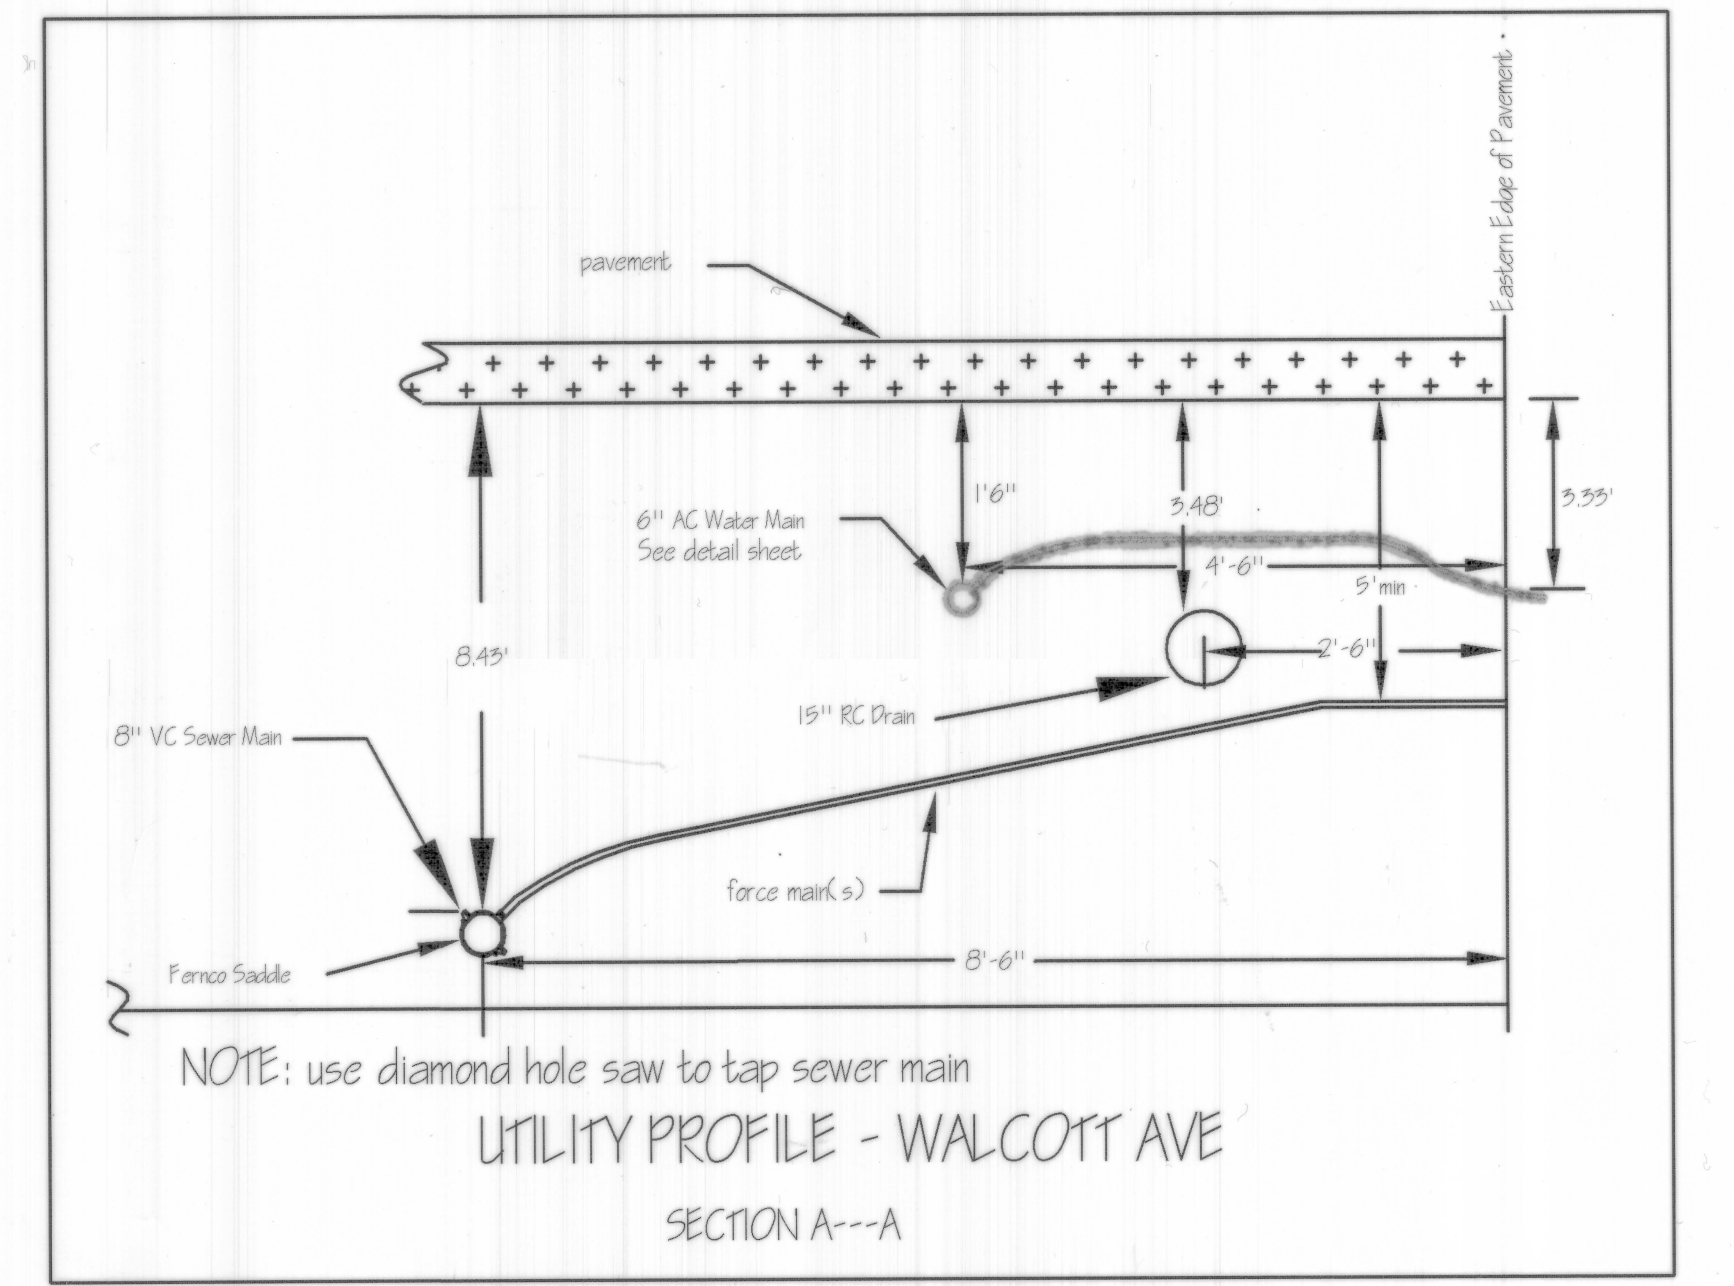 Eastern Edge of Pavement
pavement
1'6"
3.48'
3.33'
6" AC Water Main
See detail sheet
4'-6"
5' min
2'-6"
8.43'
15" RC Drain
8" VC Sewer Main
force main(s)
8'-6"
Fernco Saddle
NOTE: use diamond hole saw to tap sewer main
UTILITY PROFILE - WALCOTT AVE
SECTION A---A